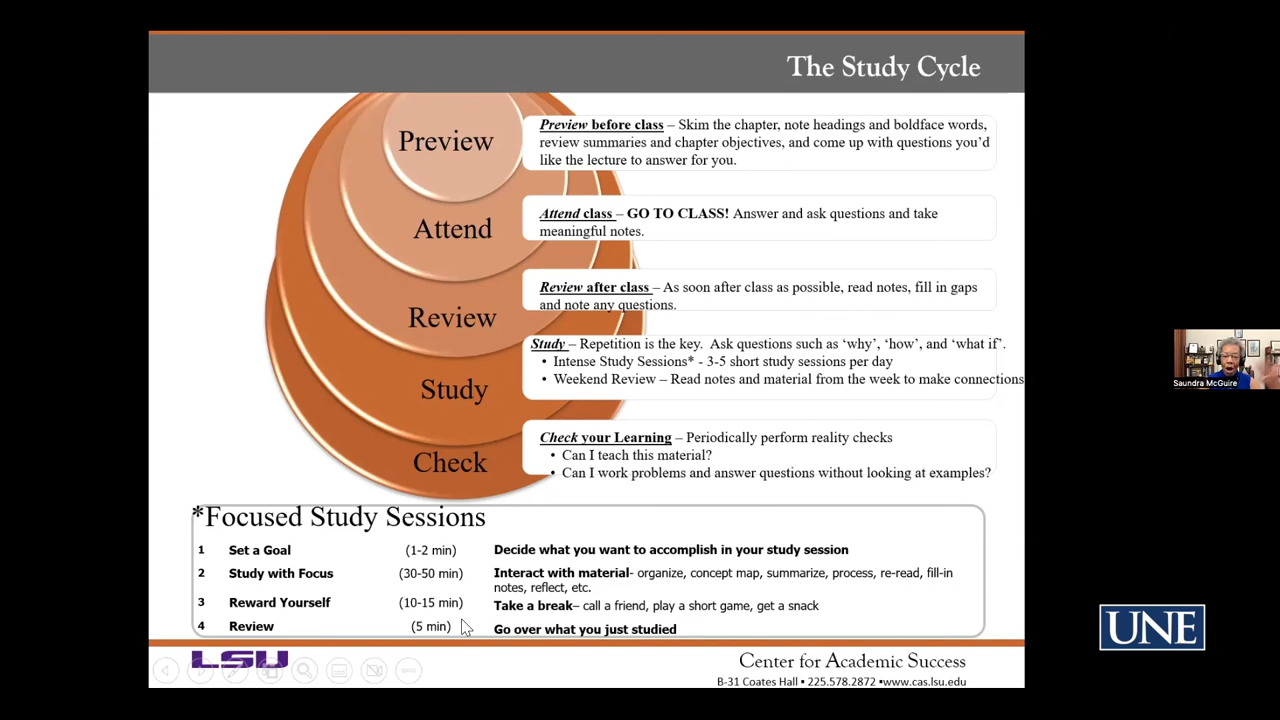 The Study Cycle
Preview
Preview before class – Skim the chapter, note headings and boldface words,
review summaries and chapter objectives, and come up with questions you’d
like the lecture to answer for you.
Attend
Attend class – GO TO CLASS! Answer and ask questions and take
meaningful notes.
Review
Review after class – As soon after class as possible, read notes, fill in gaps
and note any questions.
Study
Study – Repetition is the key. Ask questions such as ‘why’, ‘how’, and ‘what if’.
• Intense Study Sessions* - 3-5 short study sessions per day
• Weekend Review – Read notes and material from the week to make connections
Check
Check your Learning – Periodically perform reality checks
• Can I teach this material?
• Can I work problems and answer questions without looking at examples?
*Focused Study Sessions
1 Set a Goal (1-2 min) Decide what you want to accomplish in your study session
2 Study with Focus (30-50 min) Interact with material- organize, concept map, summarize, process, re-read, fill-in
notes, reflect, etc.
3 Reward Yourself (10-15 min) Take a break– call a friend, play a short game, get a snack
4 Review (5 min) Go over what you just studied
LSU
Center for Academic Success
B-31 Coates Hall ▪ 225.578.2872 ▪www.cas.lsu.edu
Saundra McGuire
UNE